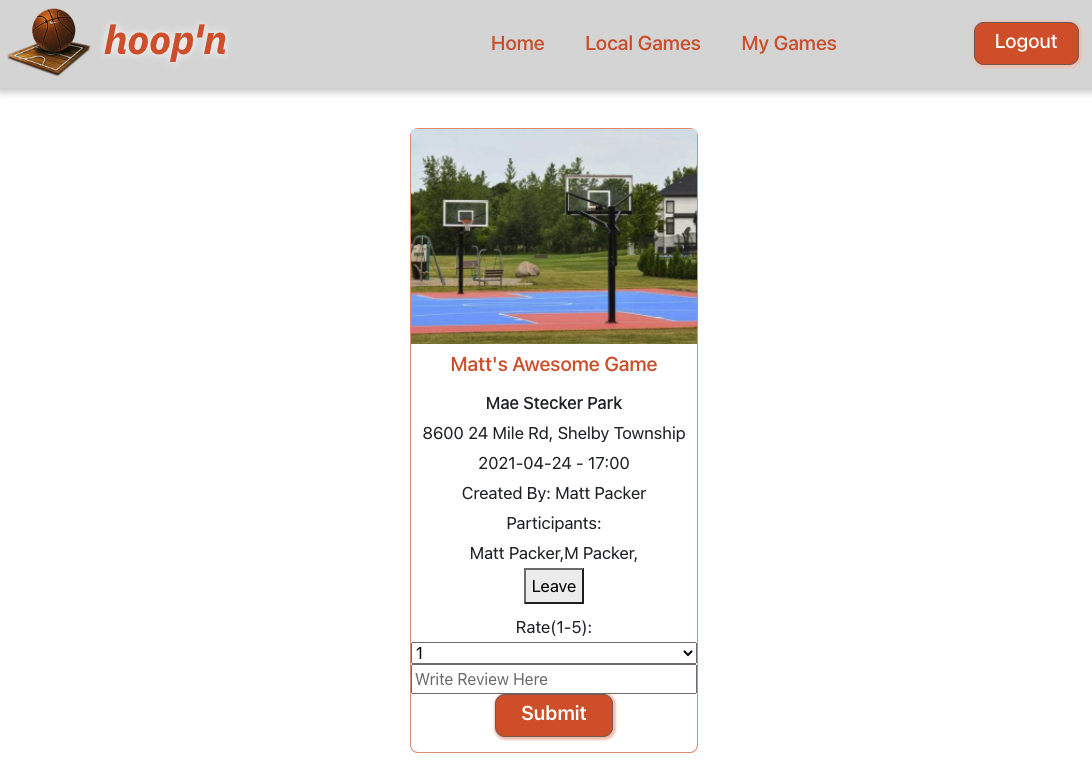 hoop'n
Home
Local Games
My Games
Logout
Matt's Awesome Game
Mae Stecker Park
8600 24 Mile Rd, Shelby Township
2021-04-24 - 17:00
Created By: Matt Packer
Participants:
Matt Packer,M Packer,
Leave
Rate(1-5):
1
Write Review Here
Submit